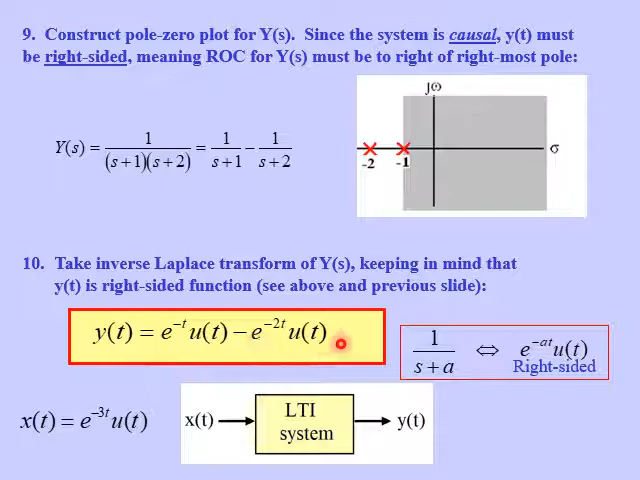 9. Construct pole-zero plot for Y(s). Since the system is causal, y(t) must
be right-sided, meaning ROC for Y(s) must be to right of right-most pole:
jω
Y(s) = 1/((s+1)(s+2)) = 1/(s+1) − 1/(s+2)
σ
-2 -1
10. Take inverse Laplace transform of Y(s), keeping in mind that
y(t) is right-sided function (see above and previous slide):
y(t) = e^{−t}u(t) − e^{−2t}u(t)
1/(s+a) ⇔ e^{−at}u(t)
Right-sided
x(t) = e^{−3t}u(t)
x(t)
LTI
system
y(t)